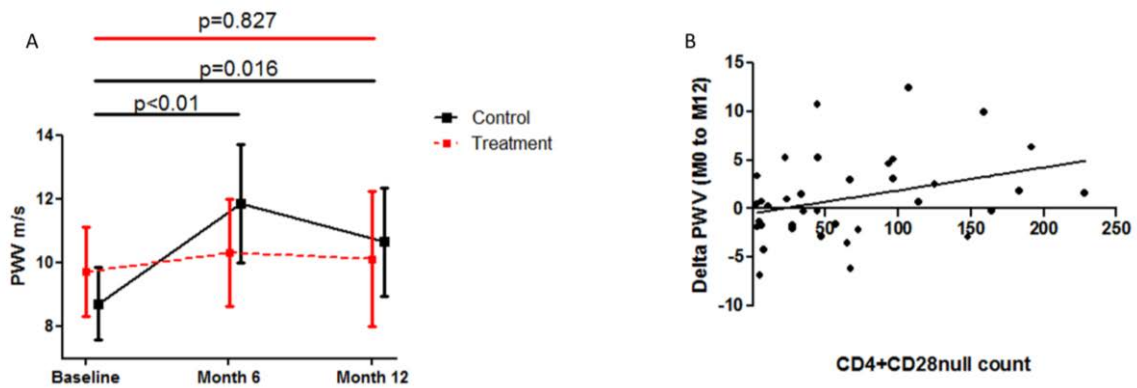 A
p=0.827
p=0.016
p<0.01
Control
Treatment
PWV m/s
14
12
10
8
Baseline
Month 6
Month 12
B
Delta PWV (M0 to M12)
15
10
5
0
-5
-10
50
100
150
200
250
CD4+CD28null count